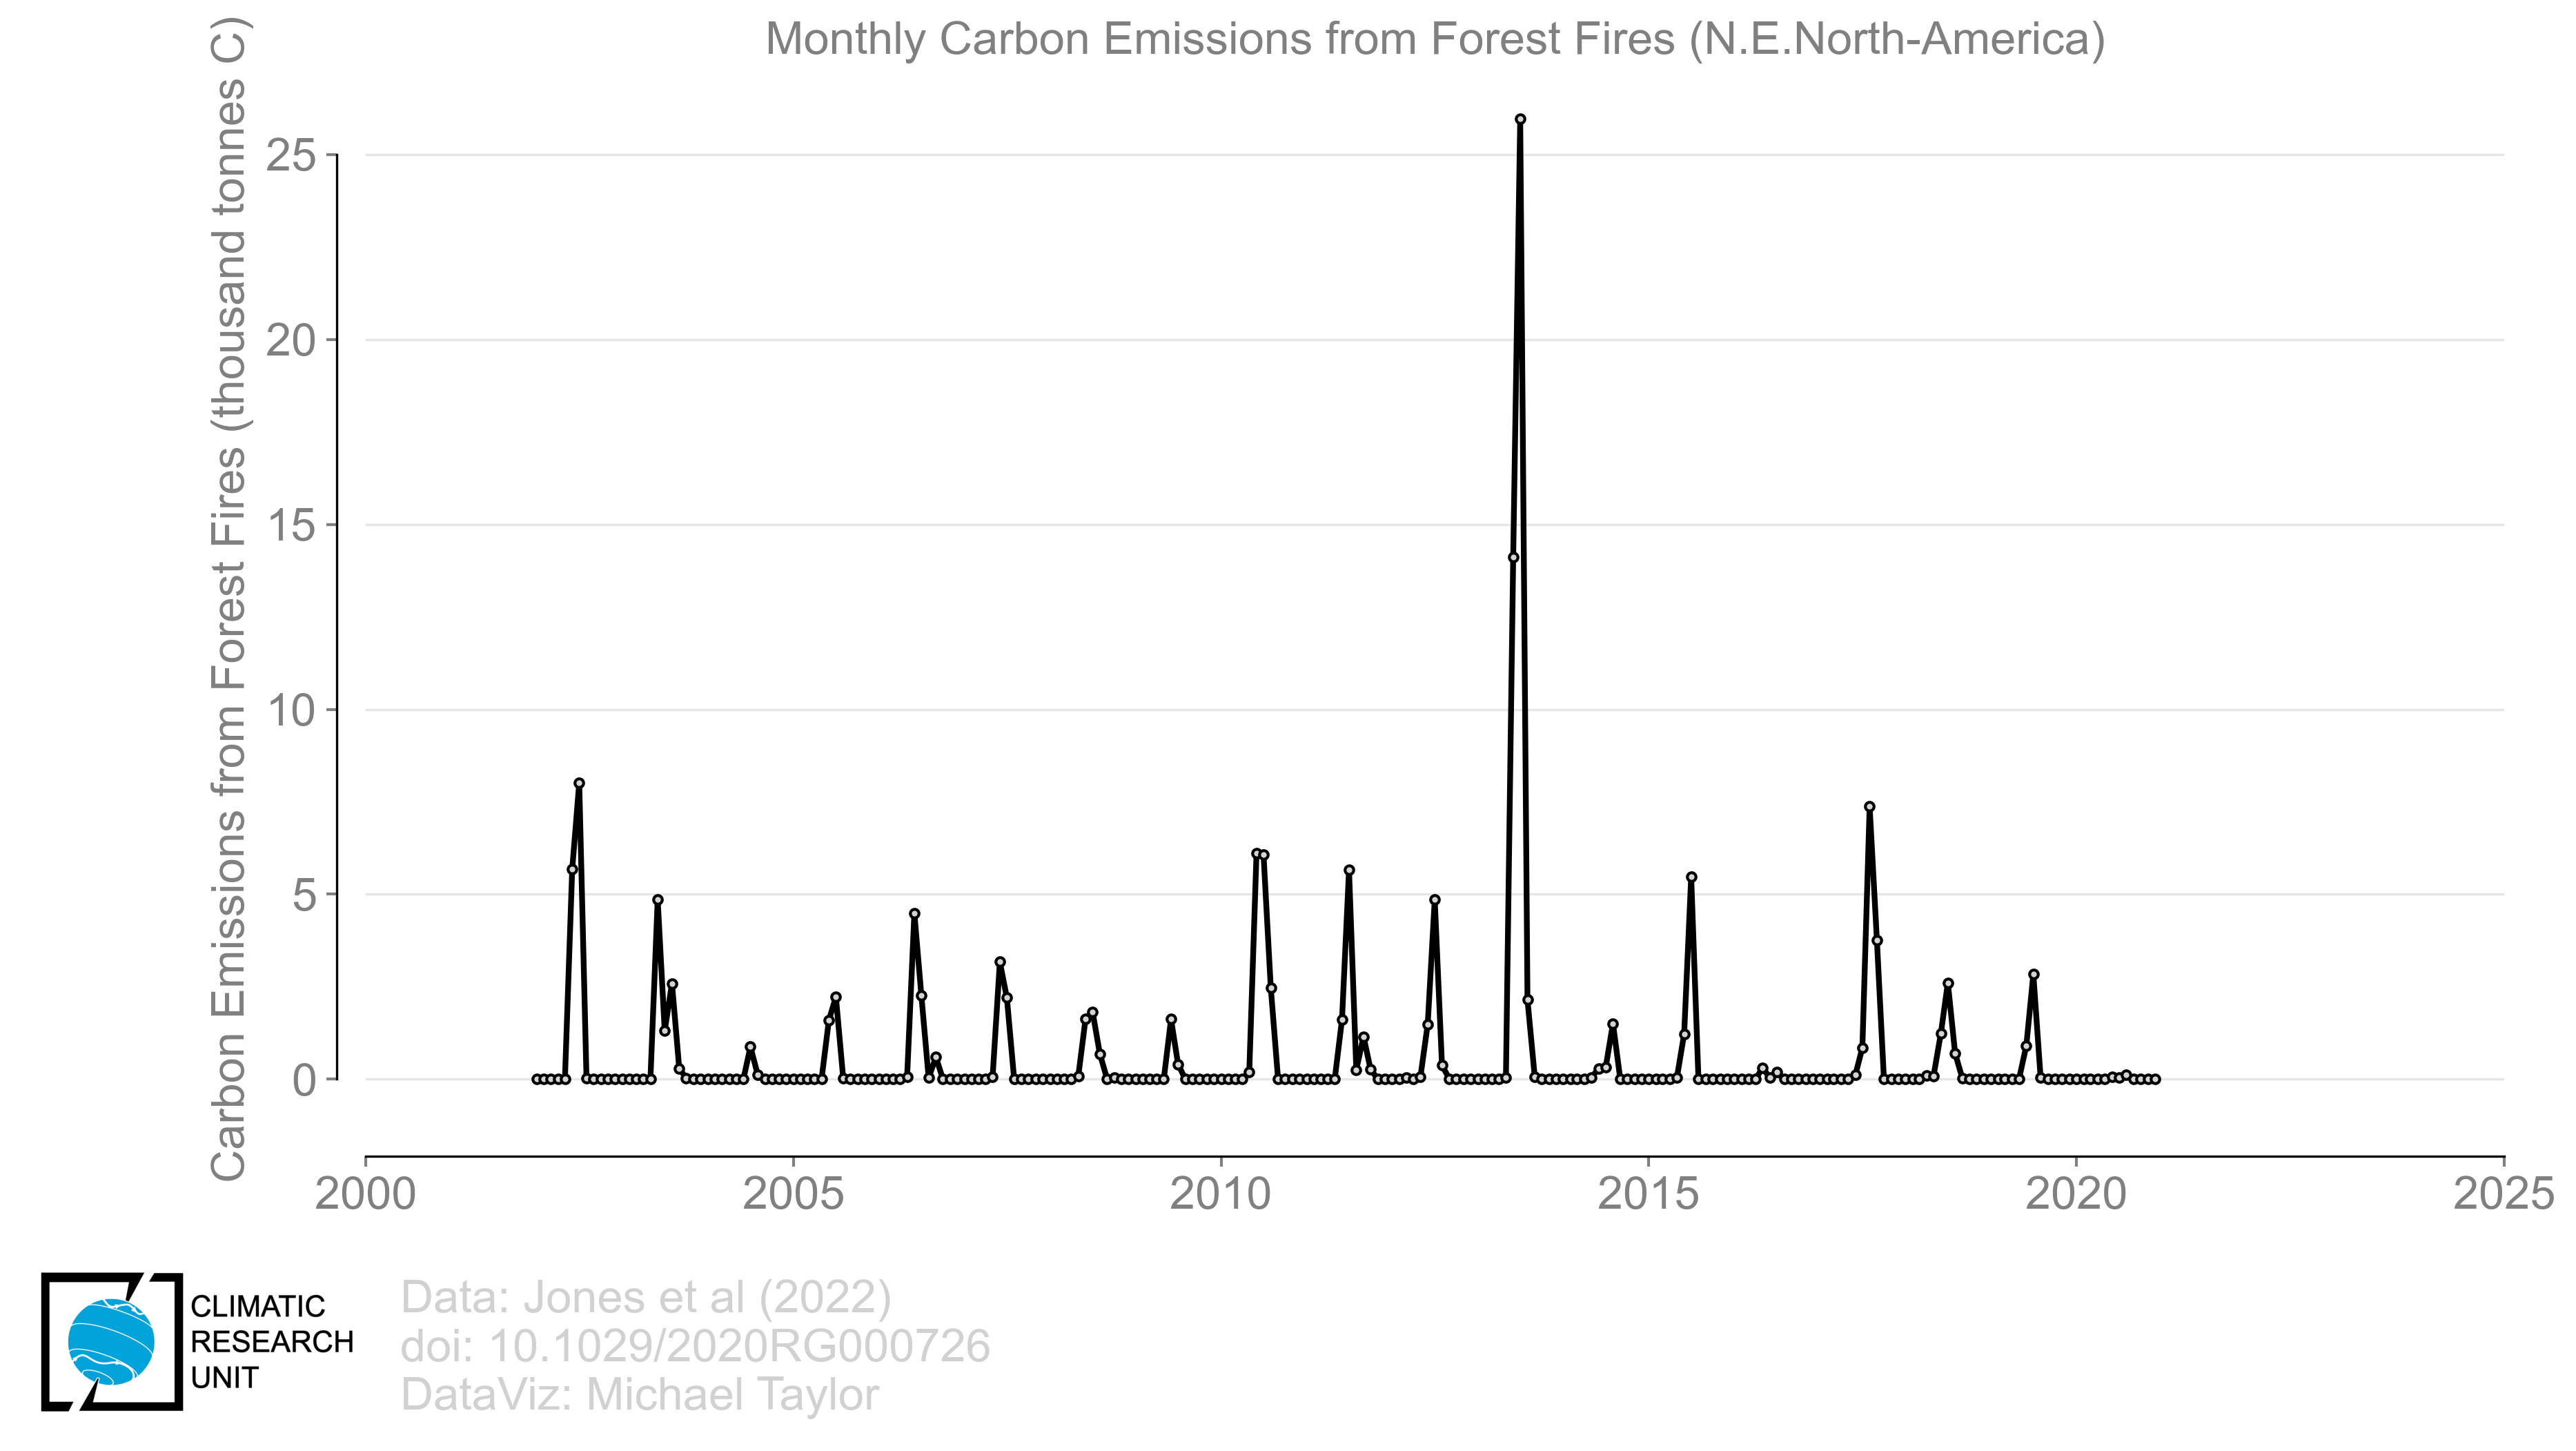 Monthly Carbon Emissions from Forest Fires (N.E.North-America)
Carbon Emissions from Forest Fires (thousand tonnes C)
25
20
15
10
5
0
2000
2005
2010
2015
2020
2025
CLIMATIC
RESEARCH
UNIT
Data: Jones et al (2022)
doi: 10.1029/2020RG000726
DataViz: Michael Taylor